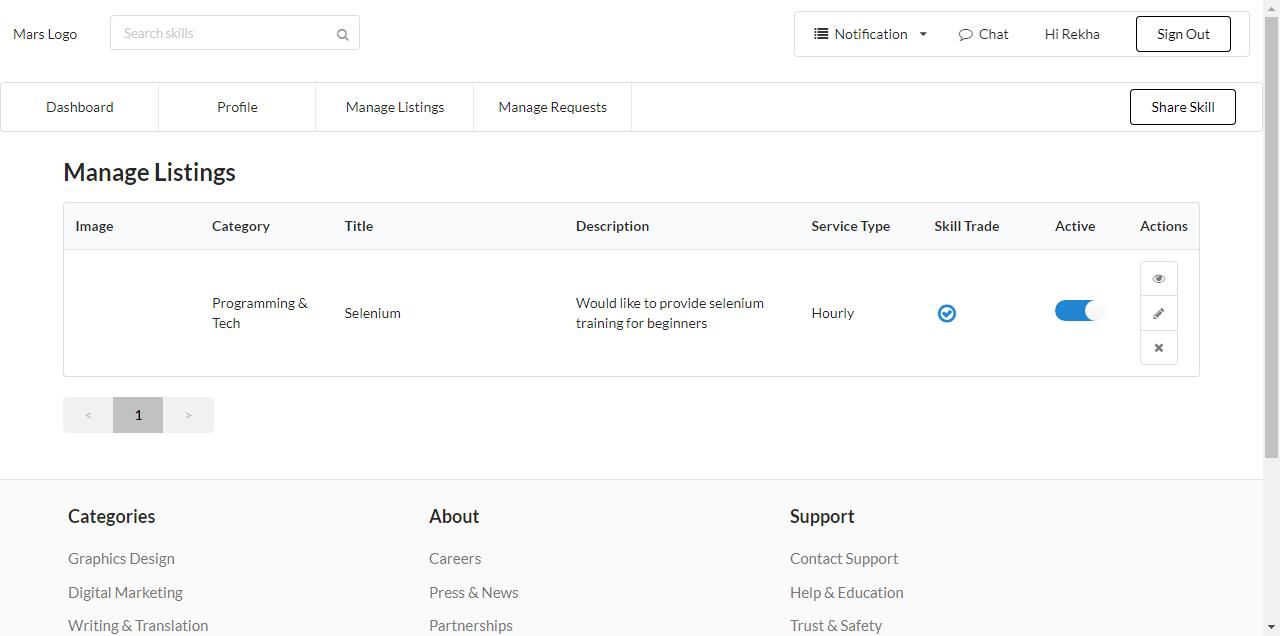 Mars Logo
Search skills
Notification
Chat
Hi Rekha
Sign Out
Dashboard
Profile
Manage Listings
Manage Requests
Share Skill
Manage Listings
Image Category Title Description Service Type Skill Trade Active Actions
Programming &
Tech
Selenium
Would like to provide selenium
training for beginners
Hourly
< 1 >
Categories
Graphics Design
Digital Marketing
Writing & Translation
About
Careers
Press & News
Partnerships
Support
Contact Support
Help & Education
Trust & Safety